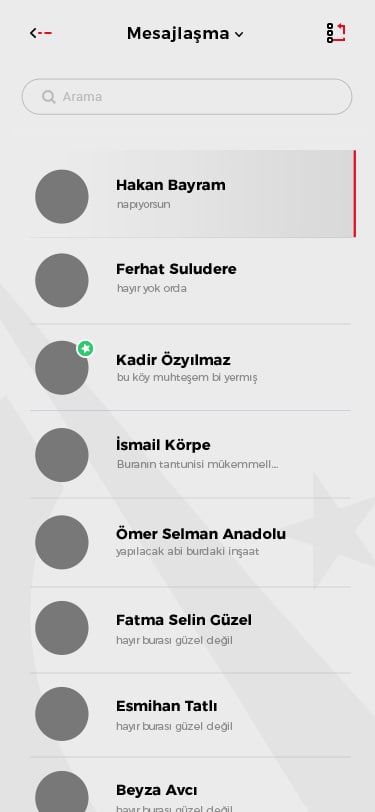 Mesajlaşma
Arama
Hakan Bayram
napıyorsun
Ferhat Suludere
hayır yok orda
Kadir Özyılmaz
bu köy muhteşem bi yermış
İsmail Körpe
Buranın tantunisi mükemmell...
Ömer Selman Anadolu
yapılacak abi burdaki inşaat
Fatma Selin Güzel
hayır burası güzel değil
Esmihan Tatlı
hayır burası güzel değil
Beyza Avcı
hayır burası güzel değil